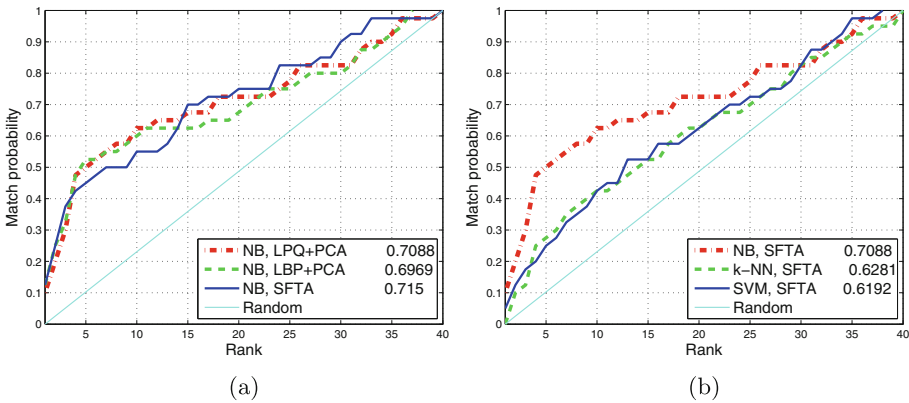 1
0.9
0.8
0.7
0.6
0.5
0.4
0.3
0.2
0.1
0
Match probability
5 10 15 20 25 30 35 40
Rank
NB, LPQ+PCA 0.7088
NB, LBP+PCA 0.6969
NB, SFTA 0.715
Random
(a)
1
0.9
0.8
0.7
0.6
0.5
0.4
0.3
0.2
0.1
0
Match probability
5 10 15 20 25 30 35 40
Rank
NB, SFTA 0.7088
k-NN, SFTA 0.6281
SVM, SFTA 0.6192
Random
(b)